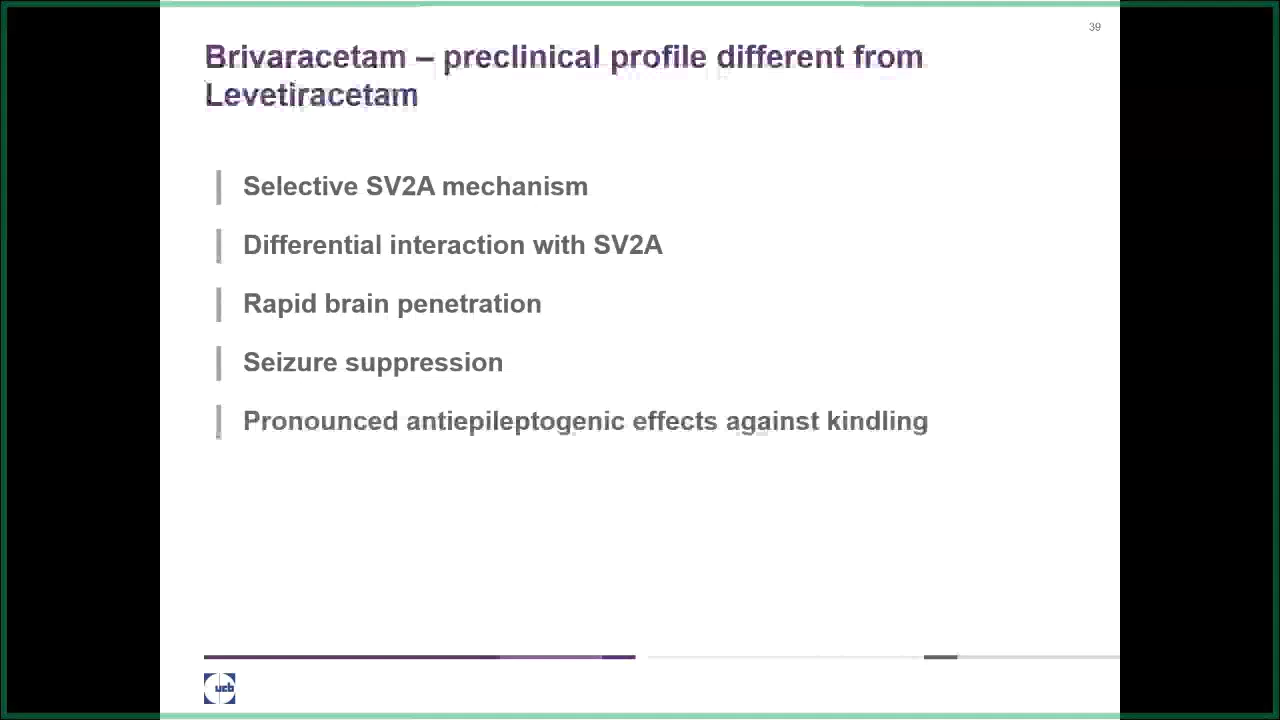 39
Brivaracetam – preclinical profile different from
Levetiracetam
Selective SV2A mechanism
Differential interaction with SV2A
Rapid brain penetration
Seizure suppression
Pronounced antiepileptogenic effects against kindling
ucb